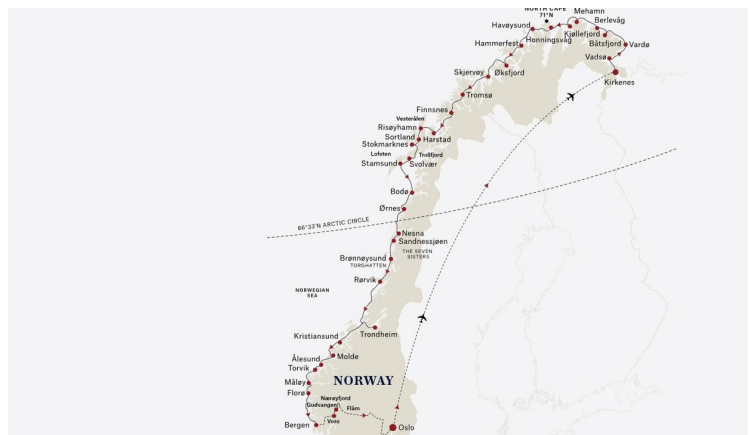 NORTH CAPE
71°N
Mehamn
Berlevåg
Havøysund
Kjøllefjord
Honningsvåg
Båtsfjord
Vardø
Hammerfest
Vadsø
Skjervøy
Øksfjord
Kirkenes
Tromsø
Finnsnes
Vesterålen
Risøyhamn
Sortland
Harstad
Stokmarknes
Lofoten
Trollfjord
Stamsund
Svolvær
Bodø
Ørnes
66°33'N ARCTIC CIRCLE
Nesna
Sandnessjøen
THE SEVEN
SISTERS
Brønnøysund
TORGHATTEN
Rørvik
NORWEGIAN
SEA
Trondheim
Kristiansund
Molde
Ålesund
Torvik
Måløy
NORWAY
Florø
Nærøyfjord
Gudvangen
Flåm
Voss
Bergen
Oslo